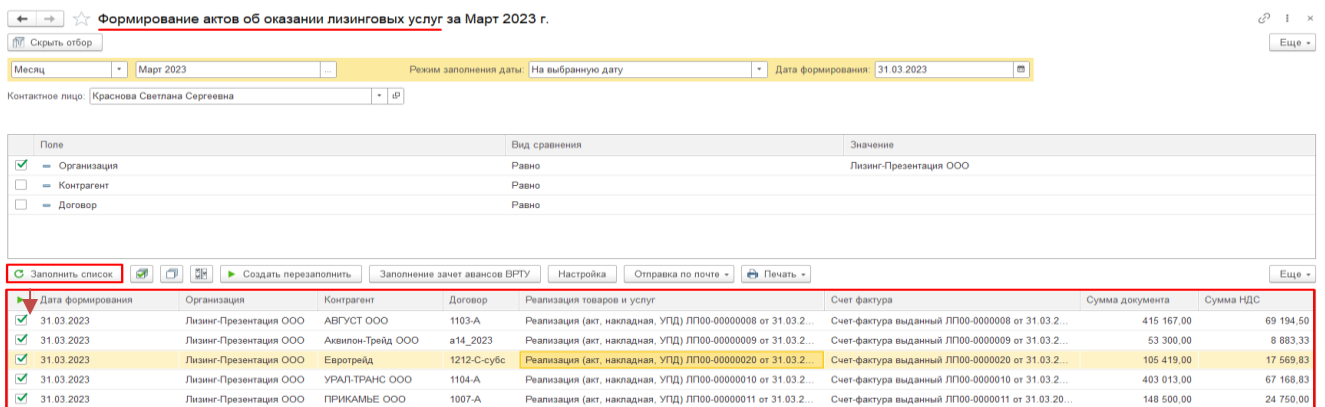 Формирование актов об оказании лизинговых услуг за Март 2023 г.
Скрыть отбор Еще
Месяц Март 2023 ... Режим заполнения даты: На выбранную дату Дата формирования: 31.03.2023
Контактное лицо: Краснова Светлана Сергеевна
Поле Вид сравнения Значение
Организация Равно Лизинг-Презентация ООО
Контрагент Равно
Договор Равно
Заполнить список Создать перезаполнить Заполнение зачет авансов ВРТУ Настройка Отправка по почте Печать Еще
Дата формирования Организация Контрагент Договор Реализация товаров и услуг Счет фактура Сумма документа Сумма НДС
31.03.2023 Лизинг-Презентация ООО АВГУСТ ООО 1103-А Реализация (акт, накладная, УПД) ЛП00-00000008 от 31.03.2... Счет-фактура выданный ЛП00-0000008 от 31.03.2... 415 167,00 69 194,50
31.03.2023 Лизинг-Презентация ООО Аквилон-Трейд ООО а14_2023 Реализация (акт, накладная, УПД) ЛП00-00000009 от 31.03.2... Счет-фактура выданный ЛП00-0000009 от 31.03.2... 53 300,00 8 883,33
31.03.2023 Лизинг-Презентация ООО Евротрейд 1212-С-субс Реализация (акт, накладная, УПД) ЛП00-00000020 от 31.03.2... Счет-фактура выданный ЛП00-0000020 от 31.03.2... 105 419,00 17 569,83
31.03.2023 Лизинг-Презентация ООО УРАЛ-ТРАНС ООО 1104-А Реализация (акт, накладная, УПД) ЛП00-00000010 от 31.03.2... Счет-фактура выданный ЛП00-0000010 от 31.03.2... 403 013,00 67 168,83
31.03.2023 Лизинг-Презентация ООО ПРИКАМЬЕ ООО 1007-А Реализация (акт, накладная, УПД) ЛП00-00000011 от 31.03.2... Счет-фактура выданный ЛП00-0000011 от 31.03.20... 148 500,00 24 750,00